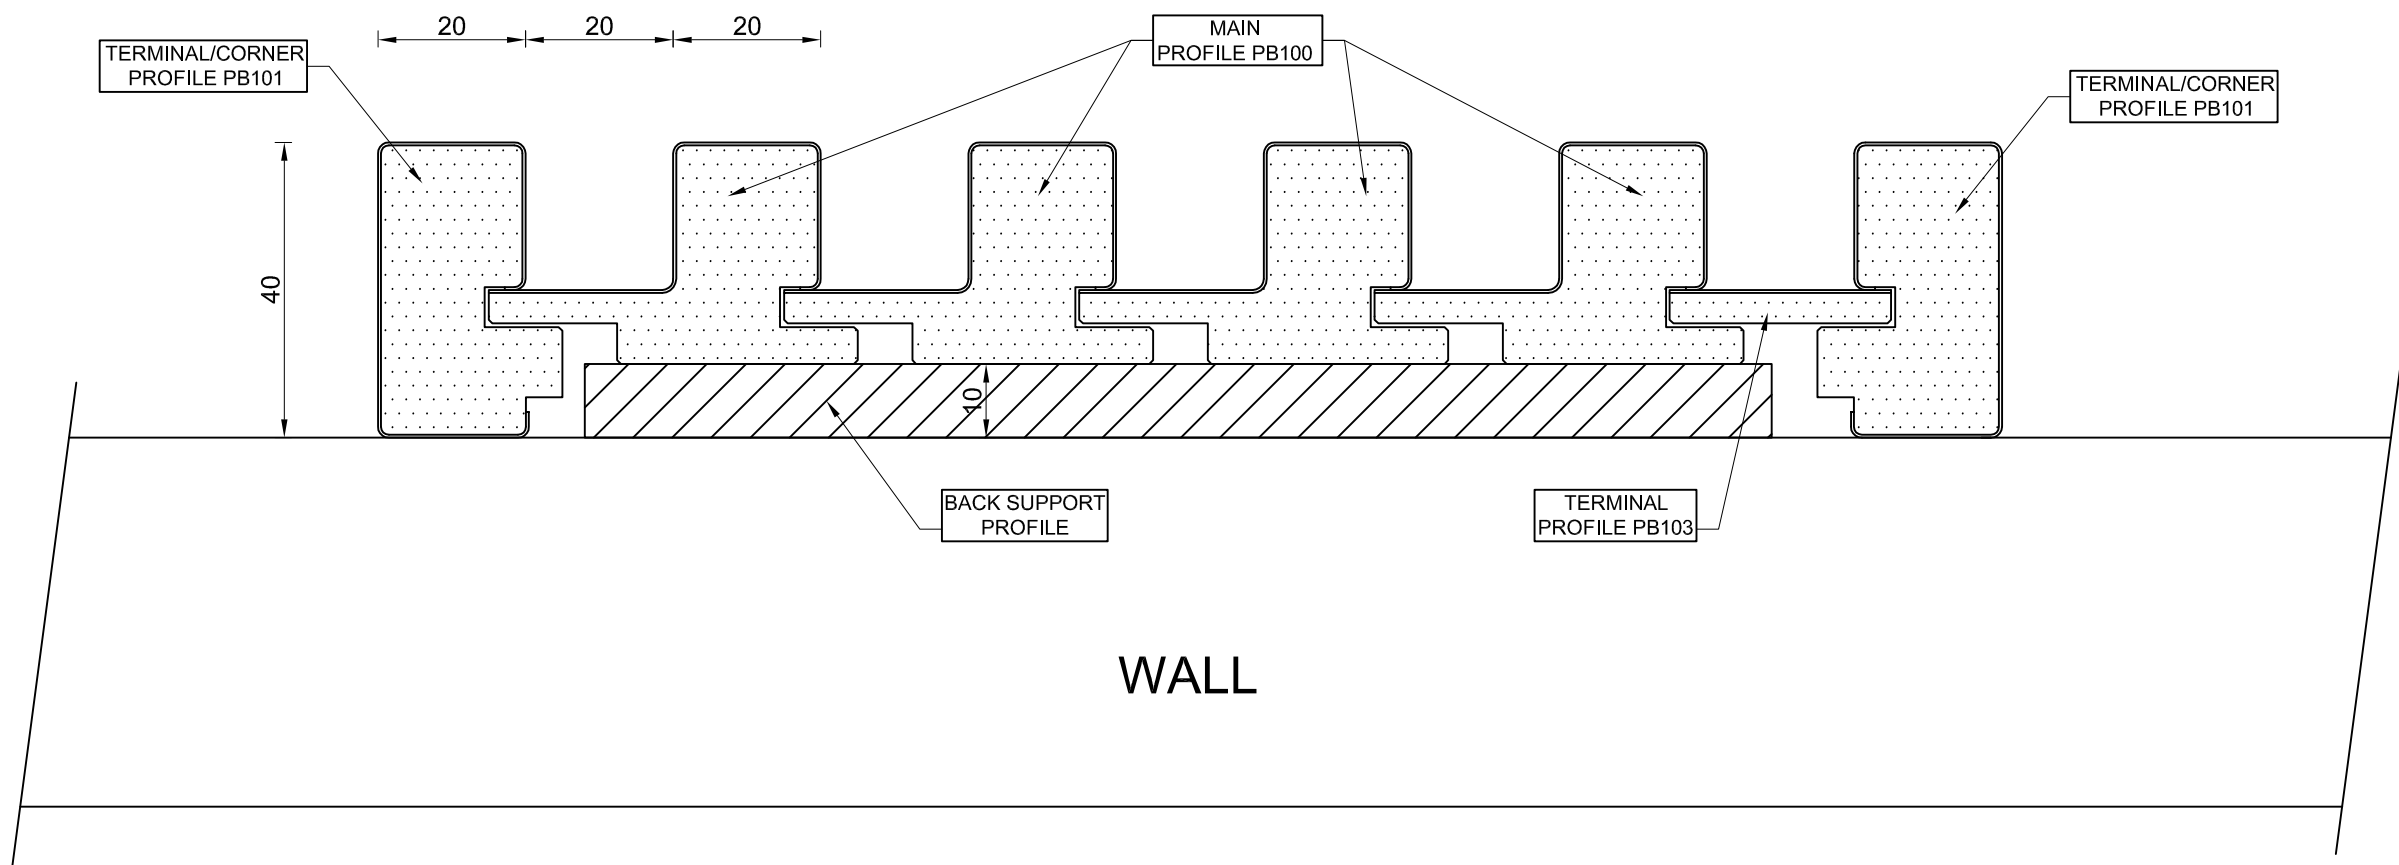 20
20
20
MAIN
PROFILE PB100
TERMINAL/CORNER
PROFILE PB101
TERMINAL/CORNER
PROFILE PB101
40
10
BACK SUPPORT
PROFILE
TERMINAL
PROFILE PB103
WALL